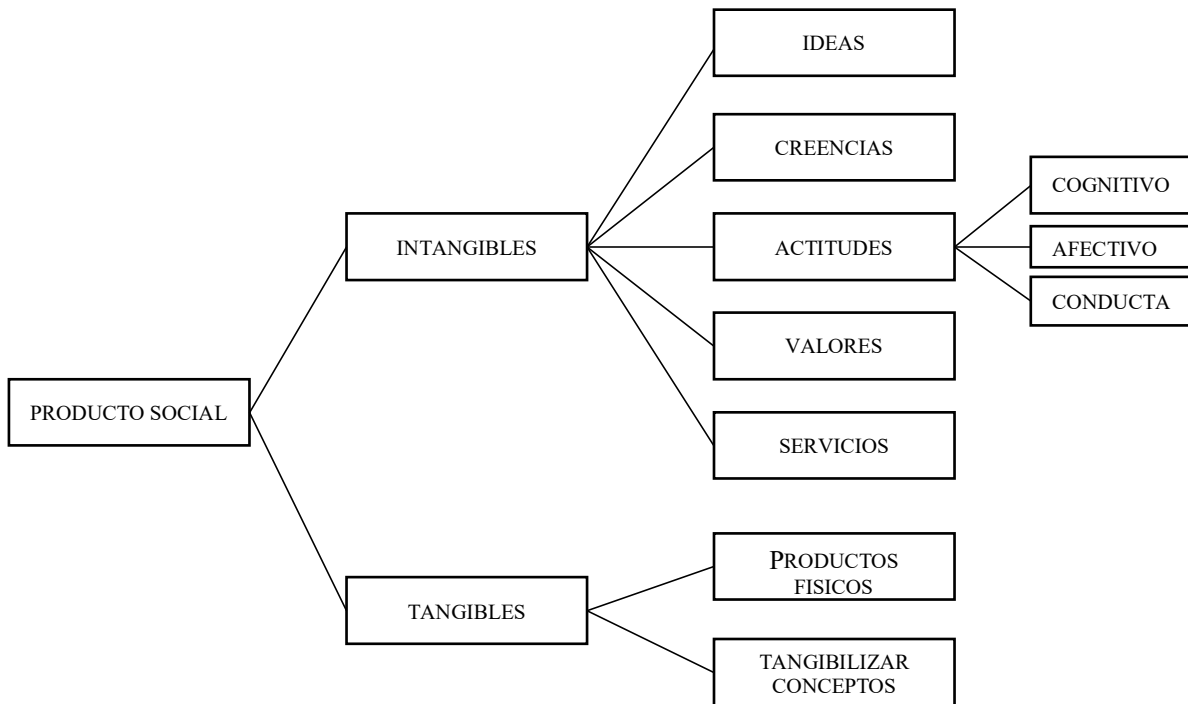 IDEAS
CREENCIAS
COGNITIVO
INTANGIBLES
ACTITUDES
AFECTIVO
CONDUCTA
VALORES
PRODUCTO SOCIAL
SERVICIOS
PRODUCTOS
FISICOS
TANGIBLES
TANGIBILIZAR
CONCEPTOS